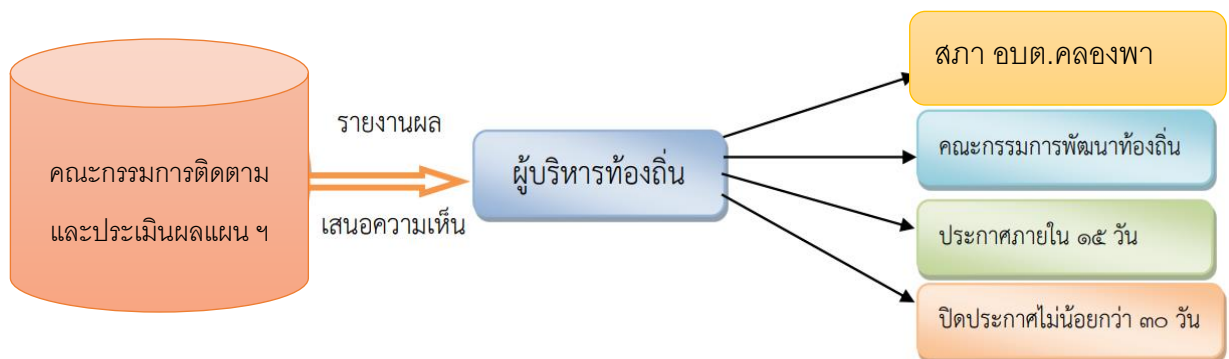 คณะกรรมการติดตาม
และประเมินผลแผน ฯ
รายงานผล
เสนอความเห็น
ผู้บริหารท้องถิ่น
สภา อบต.คลองพา
คณะกรรมการพัฒนาท้องถิ่น
ประกาศภายใน ๑๕ วัน
ปิดประกาศไม่น้อยกว่า ๓๐ วัน